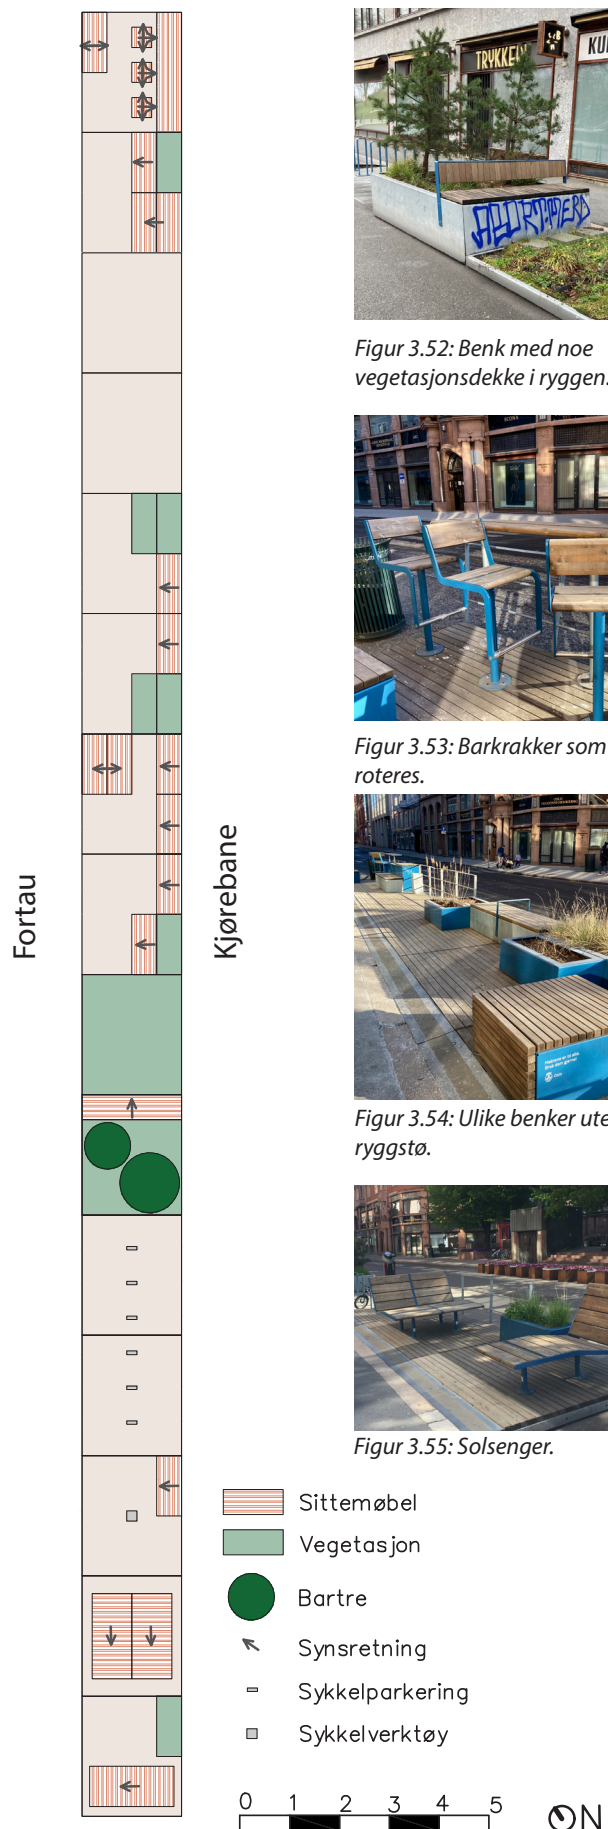 TRYKKE
KU
Figur 3.52: Benk med noe
vegetasjonsdekke i ryggen.
Figur 3.53: Barkrakker som
roteres.
Fortau
Kjørebane
Figur 3.54: Ulike benker ute
ryggstø.
Figur 3.55: Solsenger.
Sittemøbel
Vegetasjon
Bartre
Synsretning
Sykkelparkering
Sykkelverktøy
0 1 2 3 4 5
N